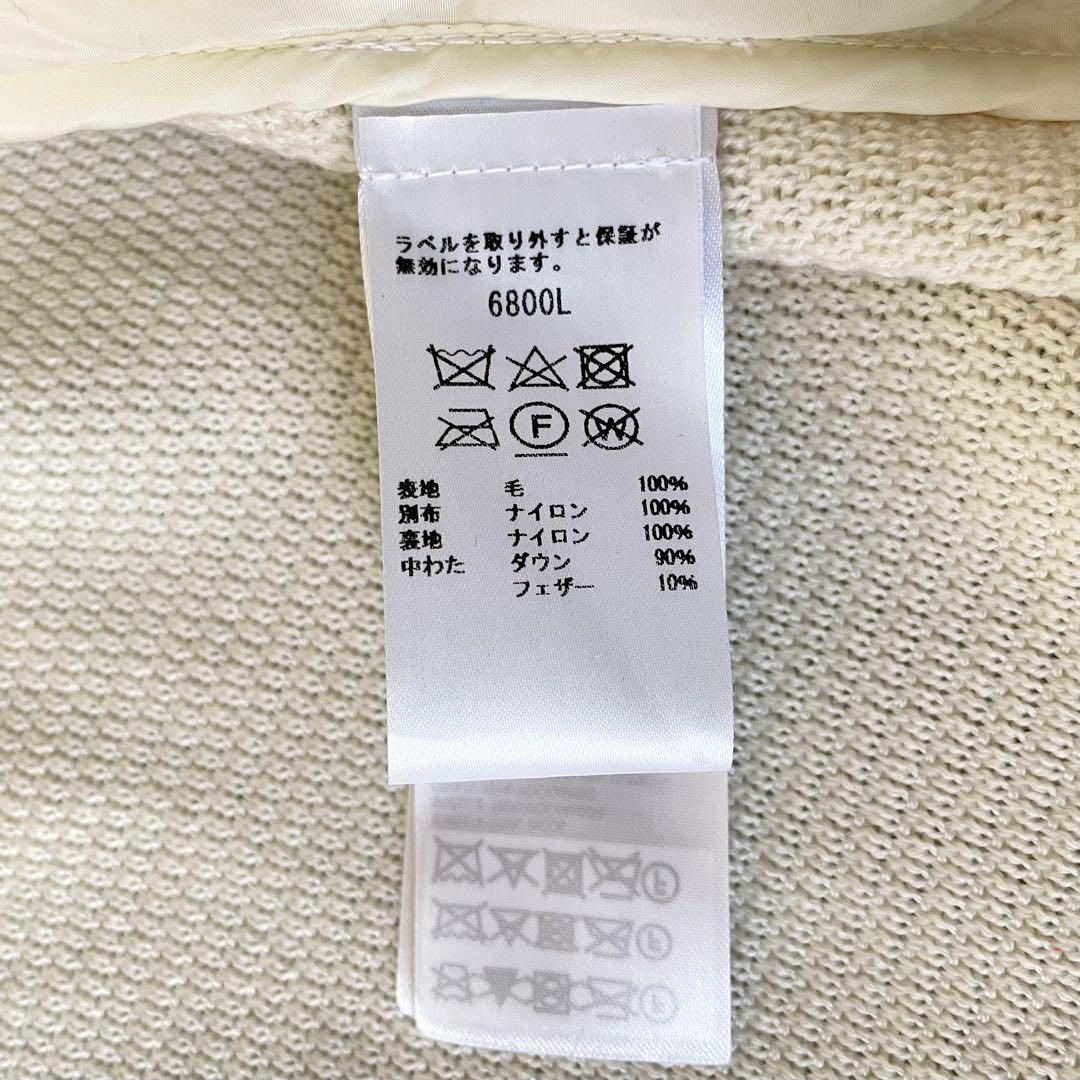 ラベルを取り外すと保証が
無効になります。
6800L
F W
表地 毛 100%
別布 ナイロン 100%
裏地 ナイロン 100%
中わた ダウン 90%
フェザー 10%